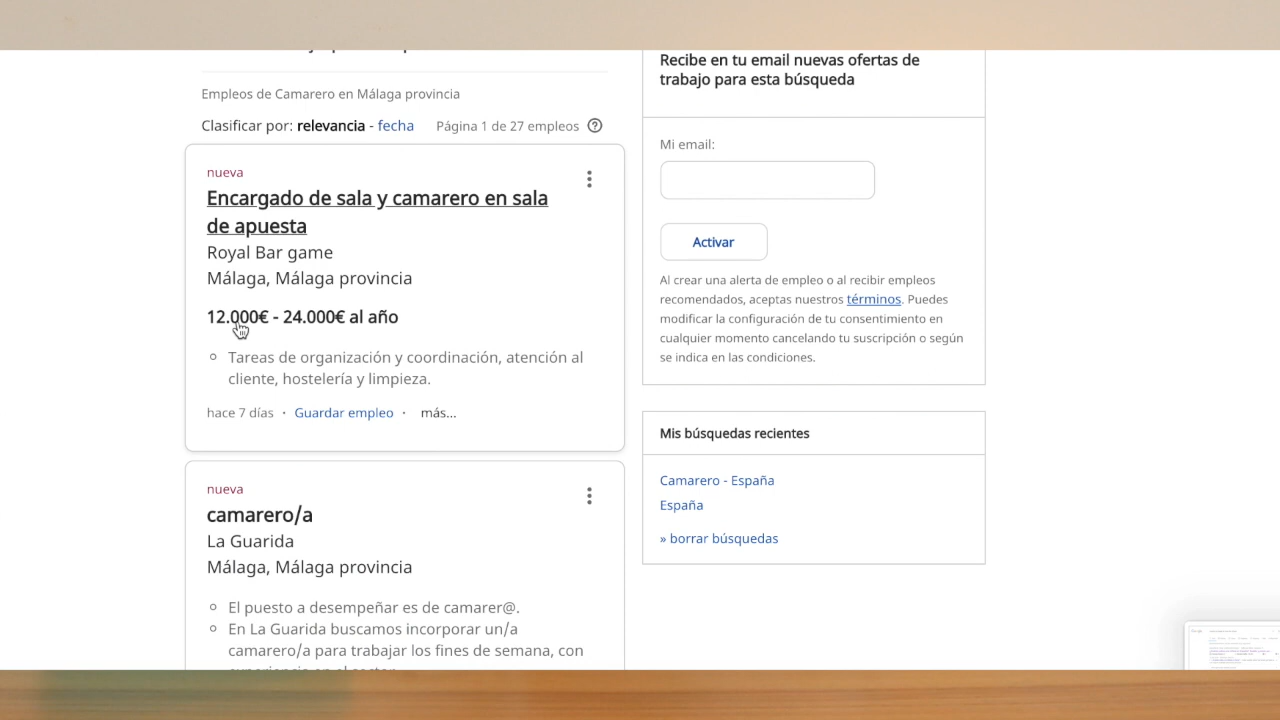 Empleos de Camarero en Málaga provincia
Clasificar por: relevancia - fecha
Página 1 de 27 empleos
nueva
Encargado de sala y camarero en sala
de apuesta
Royal Bar game
Málaga, Málaga provincia
12.000€ - 24.000€ al año
Tareas de organización y coordinación, atención al
cliente, hostelería y limpieza.
hace 7 días · Guardar empleo · más...
nueva
camarero/a
La Guarida
Málaga, Málaga provincia
El puesto a desempeñar es de camarer@.
En La Guarida buscamos incorporar un/a
camarero/a para trabajar los fines de semana, con
Recibe en tu email nuevas ofertas de
trabajo para esta búsqueda
Mi email:
Activar
Al crear una alerta de empleo o al recibir empleos
recomendados, aceptas nuestros términos. Puedes
modificar la configuración de tu consentimiento en
cualquier momento cancelando tu suscripción o según
se indica en las condiciones.
Mis búsquedas recientes
Camarero - España
España
» borrar búsquedas